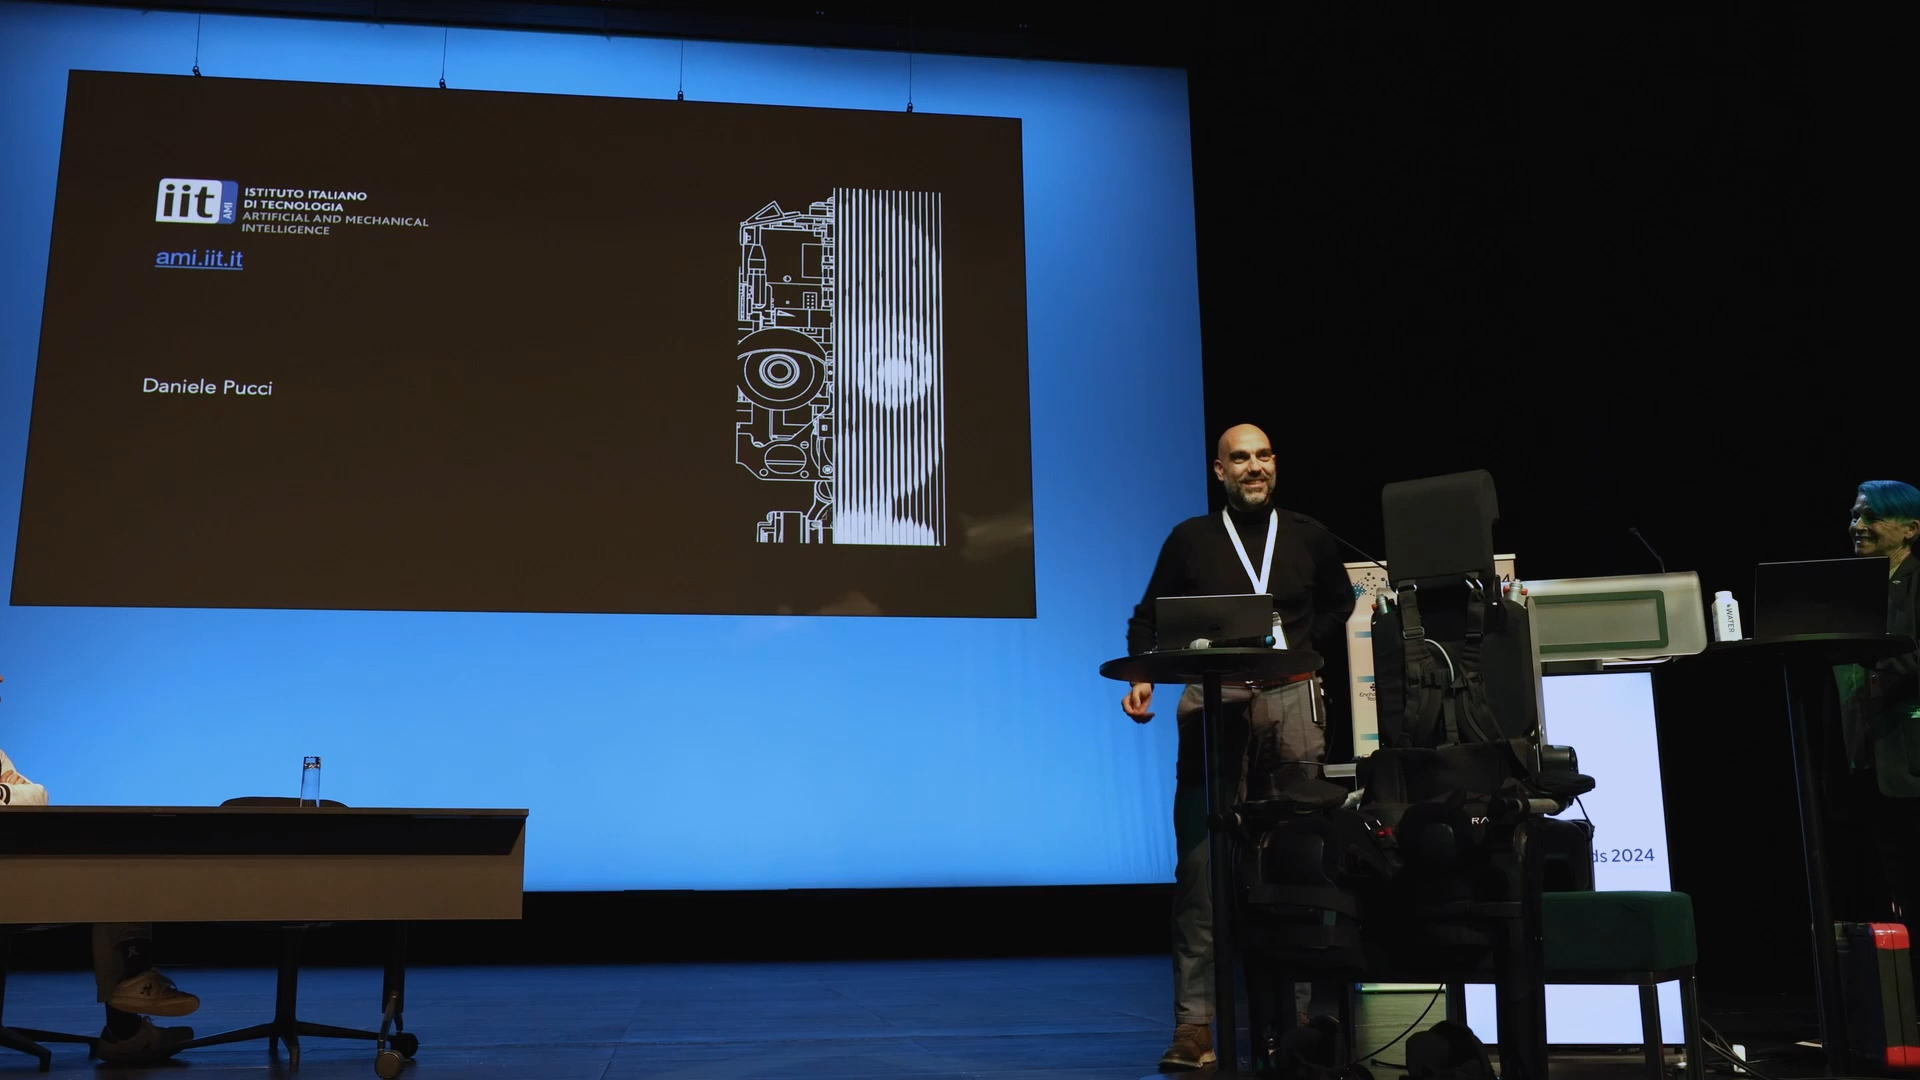 iit
AMI
ISTITUTO ITALIANO
DI TECNOLOGIA
ARTIFICIAL AND MECHANICAL
INTELLIGENCE
ami.iit.it
Daniele Pucci
WATER
ds 2024